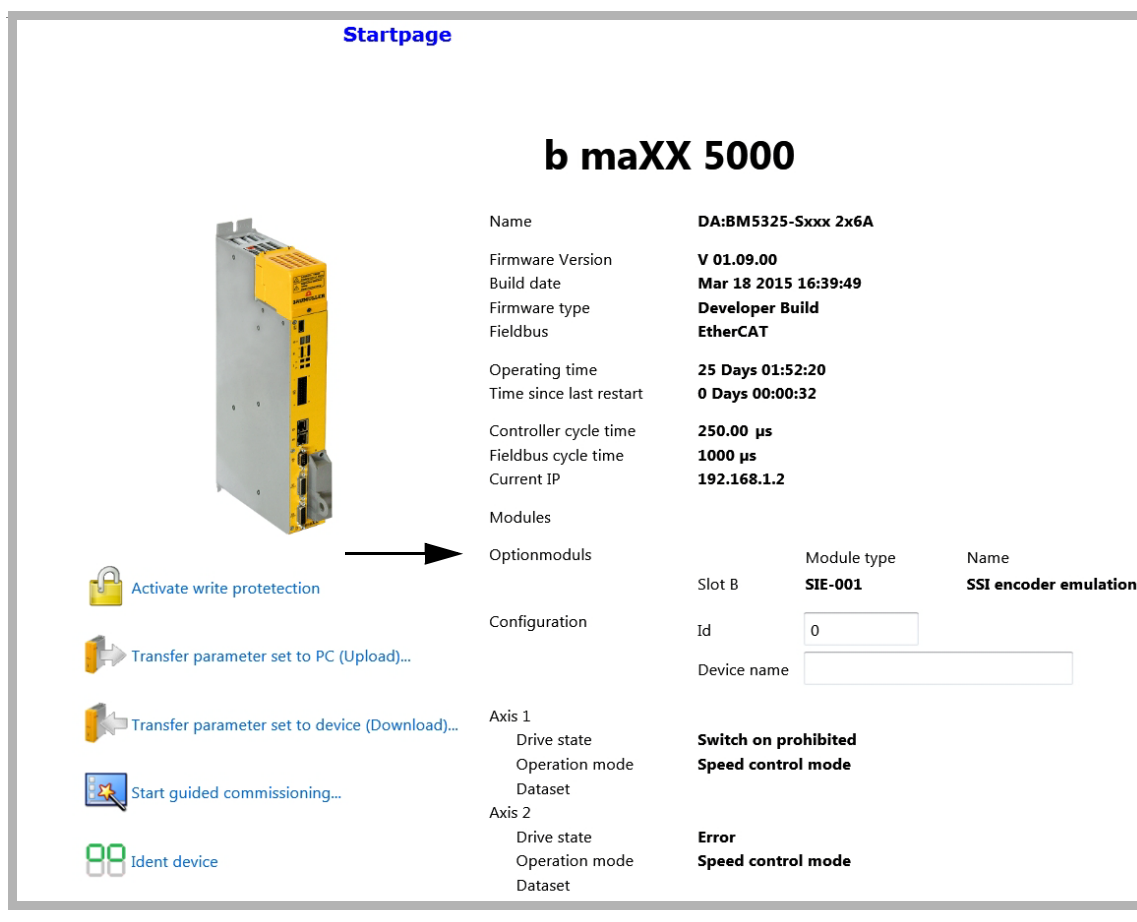 Startpage
b maXX 5000
Name DA:BM5325-Sxxx 2x6A
Firmware Version V 01.09.00
Build date Mar 18 2015 16:39:49
Firmware type Developer Build
Fieldbus EtherCAT
Operating time 25 Days 01:52:20
Time since last restart 0 Days 00:00:32
Controller cycle time 250.00 µs
Fieldbus cycle time 1000 µs
Current IP 192.168.1.2
Modules
Optionmoduls Module type Name
Slot B SIE-001 SSI encoder emulation
Configuration Id 0
Device name
Activate write protetection
Transfer parameter set to PC (Upload)...
Transfer parameter set to device (Download)...
Start guided commissioning...
Ident device
Axis 1
Drive state Switch on prohibited
Operation mode Speed control mode
Dataset
Axis 2
Drive state Error
Operation mode Speed control mode
Dataset